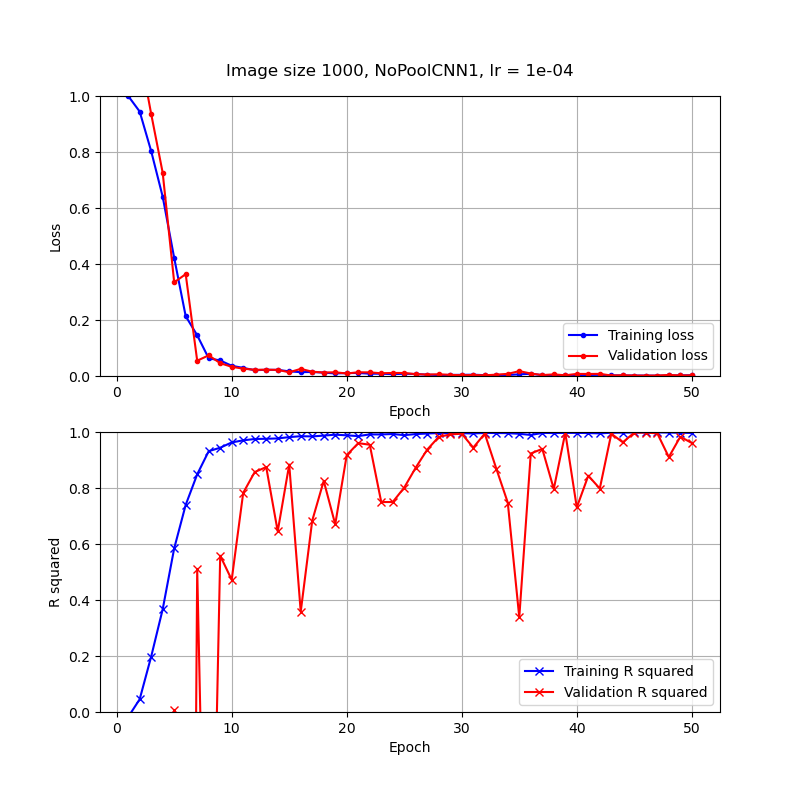 Image size 1000, NoPoolCNN1, lr = 1e-04
1.0
0.8
0.6
0.4
0.2
0.0
Loss
Training loss
Validation loss
0 10 20 30 40 50
Epoch
1.0
0.8
0.6
0.4
0.2
0.0
R squared
Training R squared
Validation R squared
0 10 20 30 40 50
Epoch